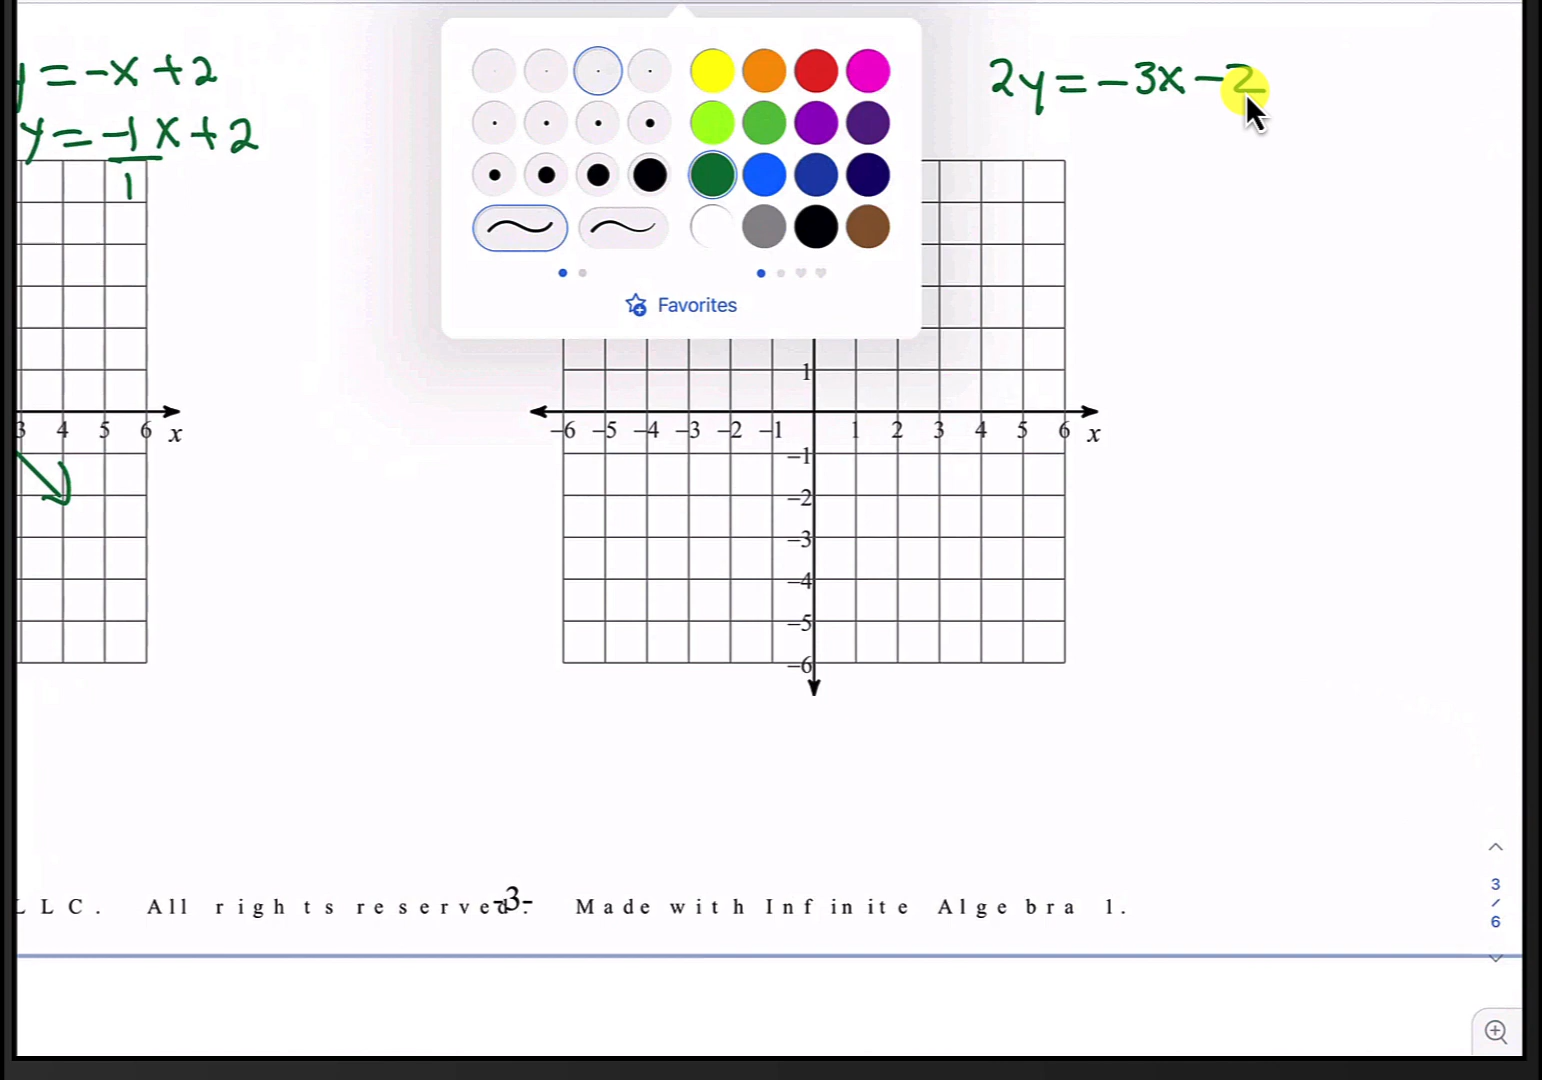 y = -x + 2
y = -1/1 x + 2
2y = -3x - 2
Favorites
1
3 4 5 6 x
-6 -5 -4 -3 -2 -1 1 2 3 4 5 6 x
-1
-2
-3
-4
-5
-6
3
/
6
LLC. All rights reserved. -3- Made with Infinite Algebra 1.